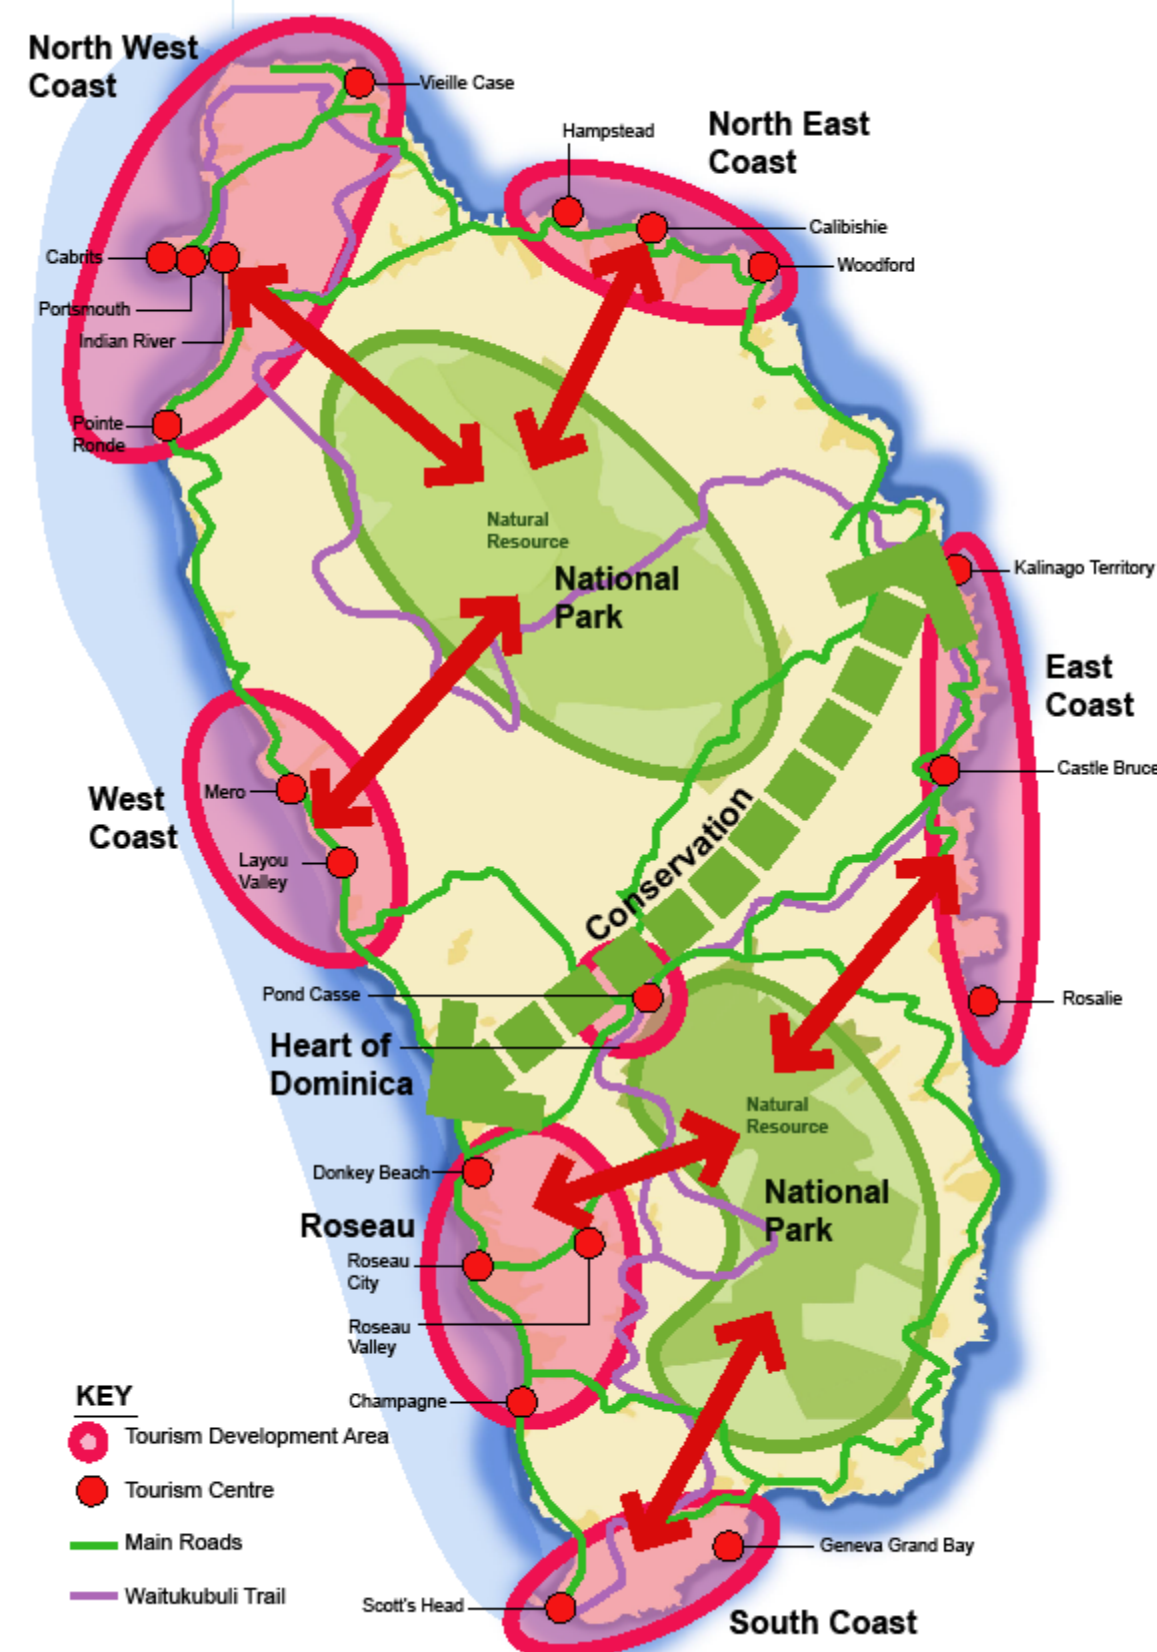 North West
Coast
Vieille Case
Hampstead
North East
Coast
Calibishie
Woodford
Cabrits
Portsmouth
Indian River
Pointe
Ronde
Natural
Resource
National
Park
Kalinago Territory
East
Coast
Castle Bruce
West
Coast
Mero
Layou
Valley
Conservation
Pond Casse
Rosalie
Heart of
Dominica
Natural
Resource
National
Park
Donkey Beach
Roseau
Roseau
City
Roseau
Valley
Champagne
KEY
Tourism Development Area
Tourism Centre
Main Roads
Waitukubuli Trail
Geneva Grand Bay
Scott's Head
South Coast